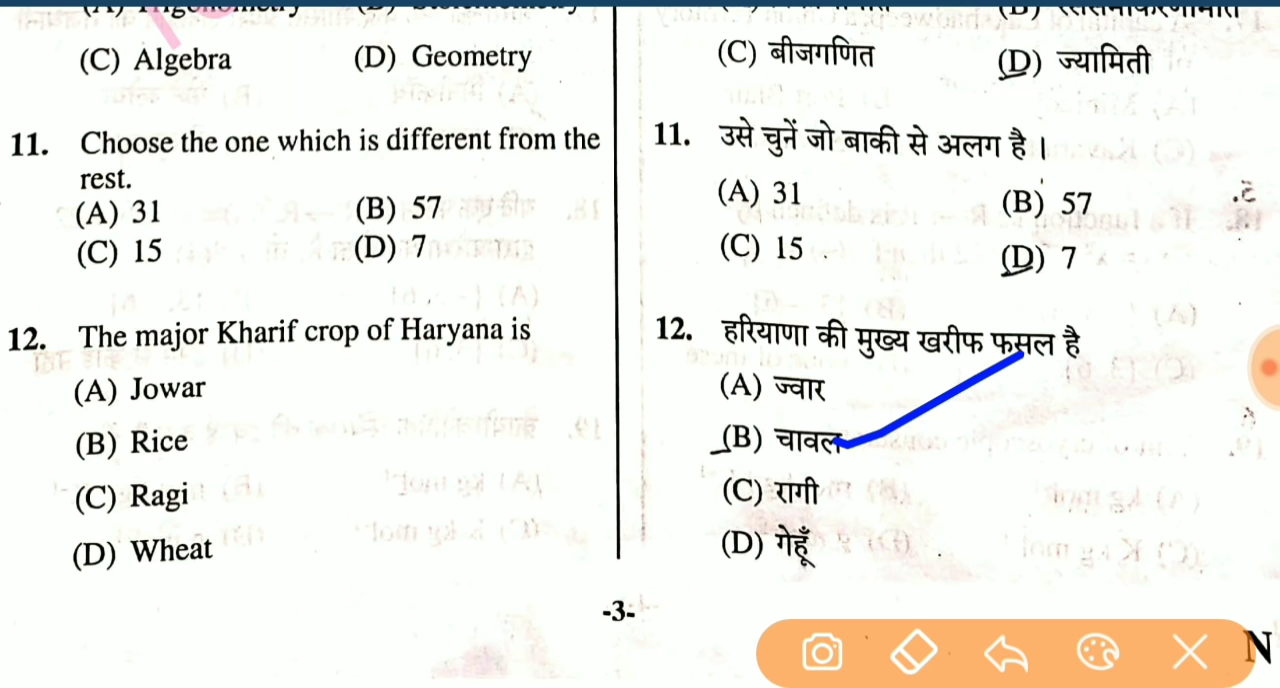 (C) Algebra (D) Geometry
11. Choose the one which is different from the
rest.
(A) 31 (B) 57
(C) 15 (D) 7
12. The major Kharif crop of Haryana is
(A) Jowar
(B) Rice
(C) Ragi
(D) Wheat
(C) बीजगणित (D) ज्यामिती
11. उसे चुनें जो बाकी से अलग है।
(A) 31 (B) 57
(C) 15 (D) 7
12. हरियाणा की मुख्य खरीफ फसल है
(A) ज्वार
(B) चावल
(C) रागी
(D) गेहूँ
-3-
N